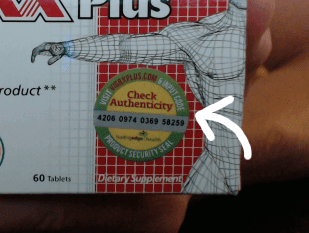 X Plus
roduct **
Check
Authenticity
4206 0974 0369 58259
PRODUCT SECURITY SEAL
60 Tablets
Dietary Supplement